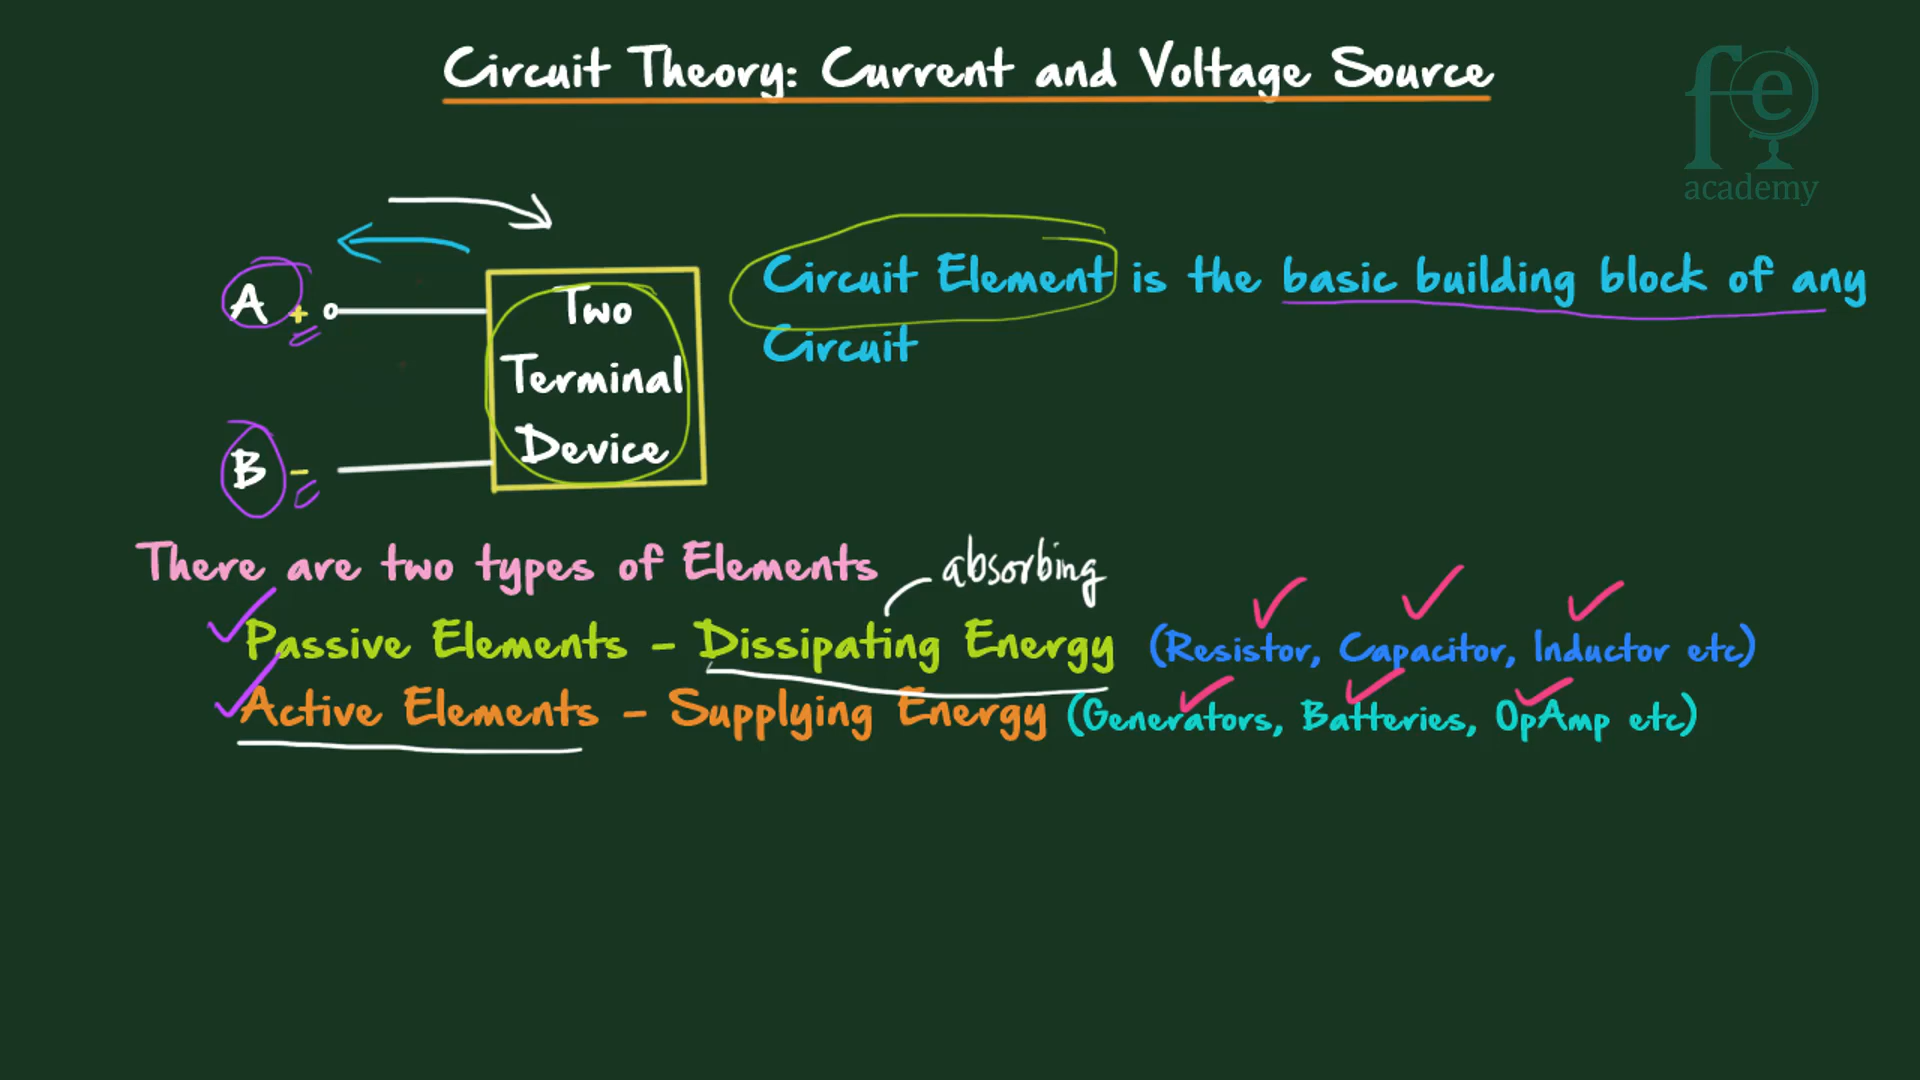 Circuit Theory: Current and Voltage Source
fe
academy
A + o
Two
Terminal
Device
B -
Circuit Element is the basic building block of any
Circuit
There are two types of Elements
absorbing
Passive Elements - Dissipating Energy (Resistor, Capacitor, Inductor etc)
Active Elements - Supplying Energy (Generators, Batteries, OpAmp etc)